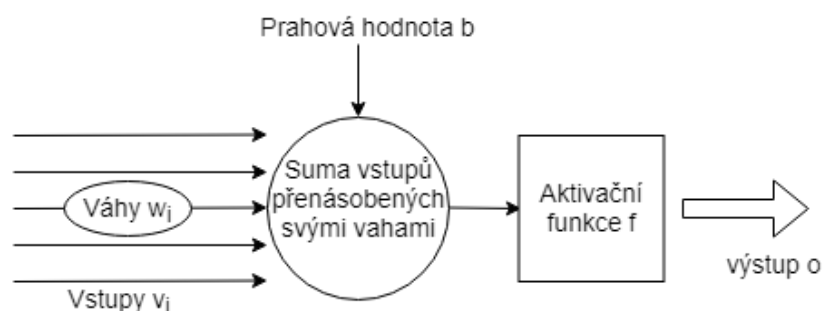 Prahová hodnota b
Suma vstupů
přenásobených
svými vahami
Váhy wᵢ
Aktivační
funkce f
výstup o
Vstupy vᵢ